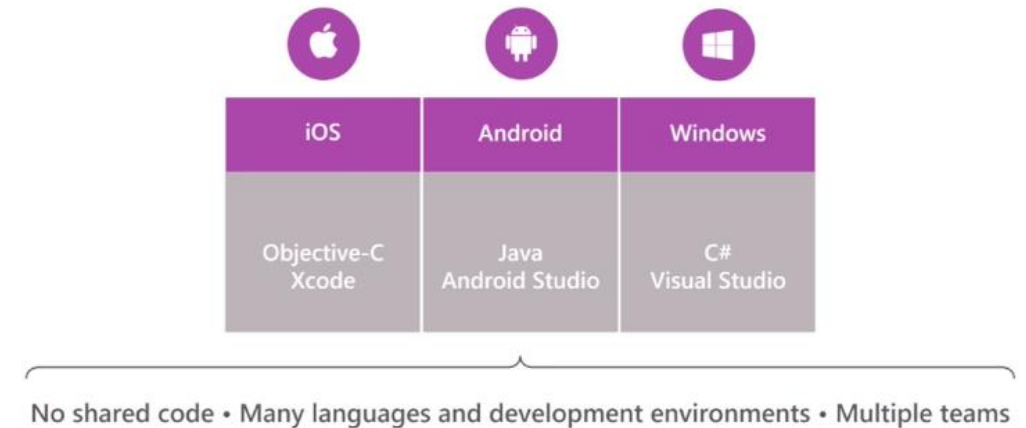 iOS
Android
Windows
Objective-C
Xcode
Java
Android Studio
C#
Visual Studio
No shared code • Many languages and development environments • Multiple teams